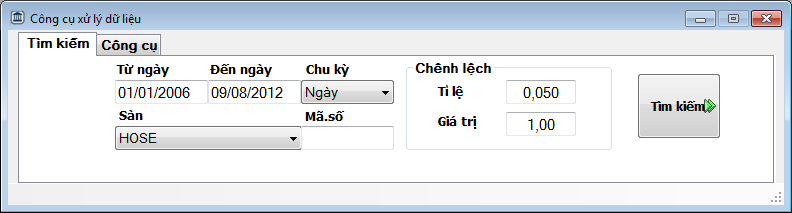 Công cụ xử lý dữ liệu
Tìm kiếm Công cụ
Từ ngày Đến ngày Chu kỳ
01/01/2006 09/08/2012 Ngày
Sàn Mã.số
HOSE
Chênh lệch
Tỉ lệ 0,050
Giá trị 1,00
Tìm kiếm